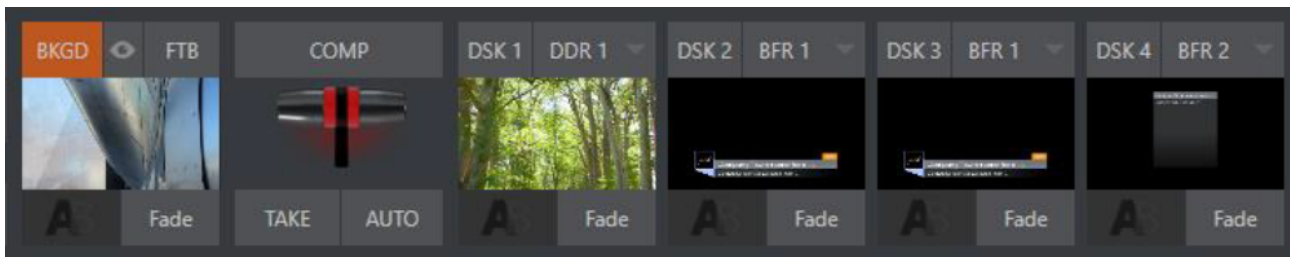 BKGD FTB COMP DSK 1 DDR 1 DSK 2 BFR 1 DSK 3 BFR 1 DSK 4 BFR 2
Fade TAKE AUTO Fade Fade Fade Fade